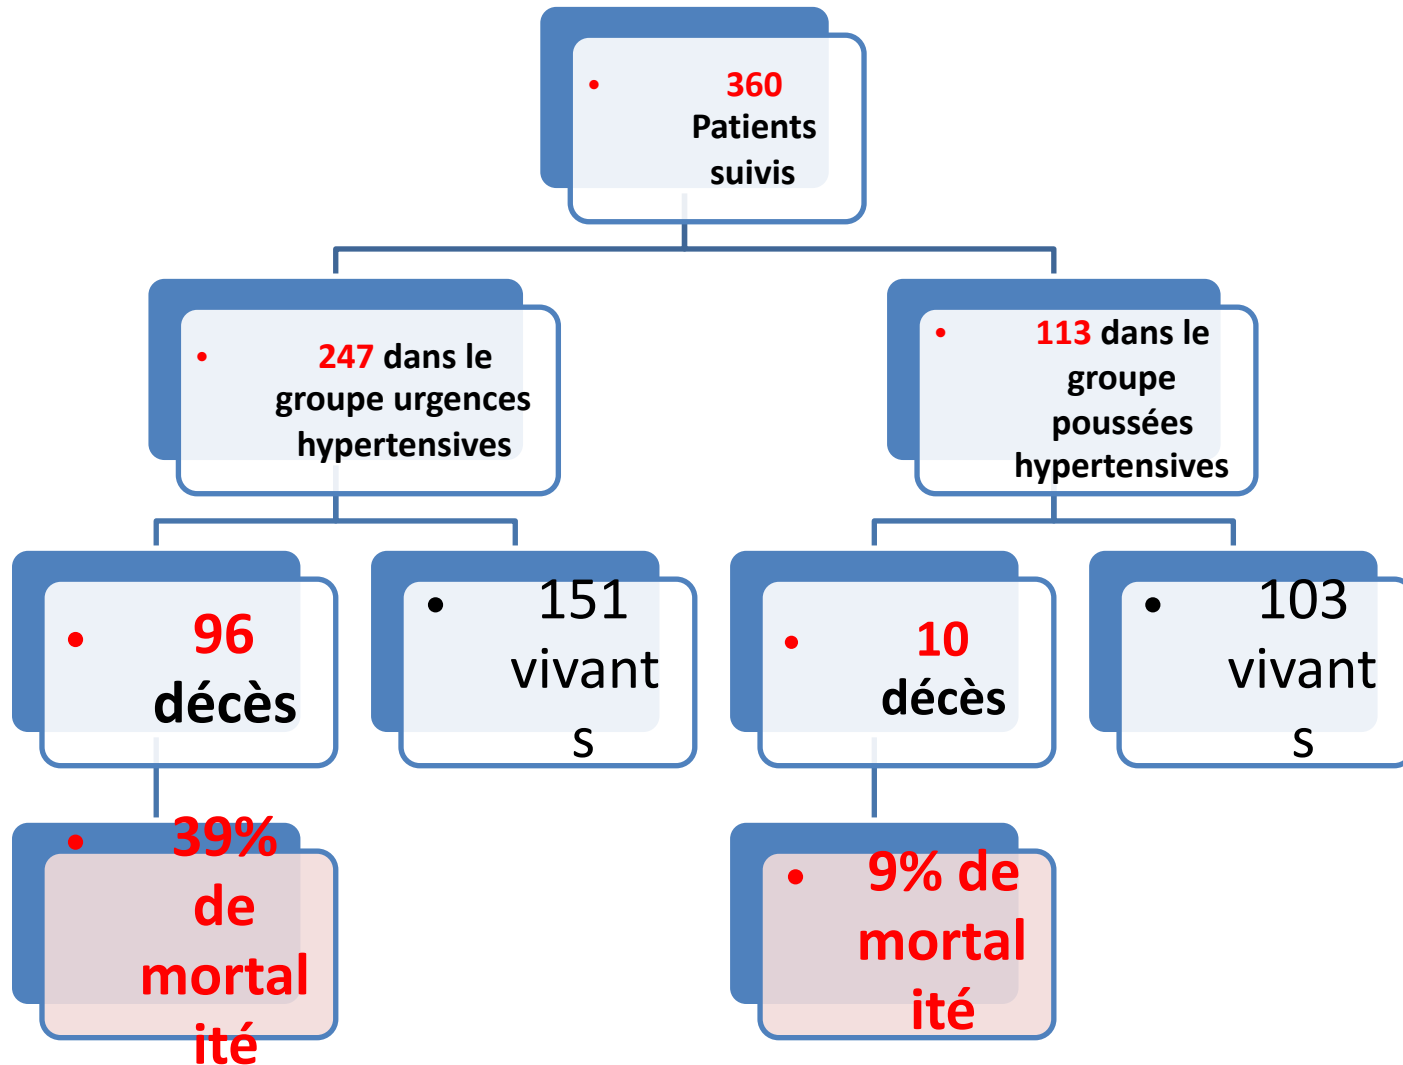 • 360
Patients
suivis
• 247 dans le
groupe urgences
hypertensives
• 113 dans le
groupe
poussées
hypertensives
• 96
décès
• 151
vivant
s
• 10
décès
• 103
vivant
s
• 39%
de
mortal
ité
• 9% de
mortal
ité